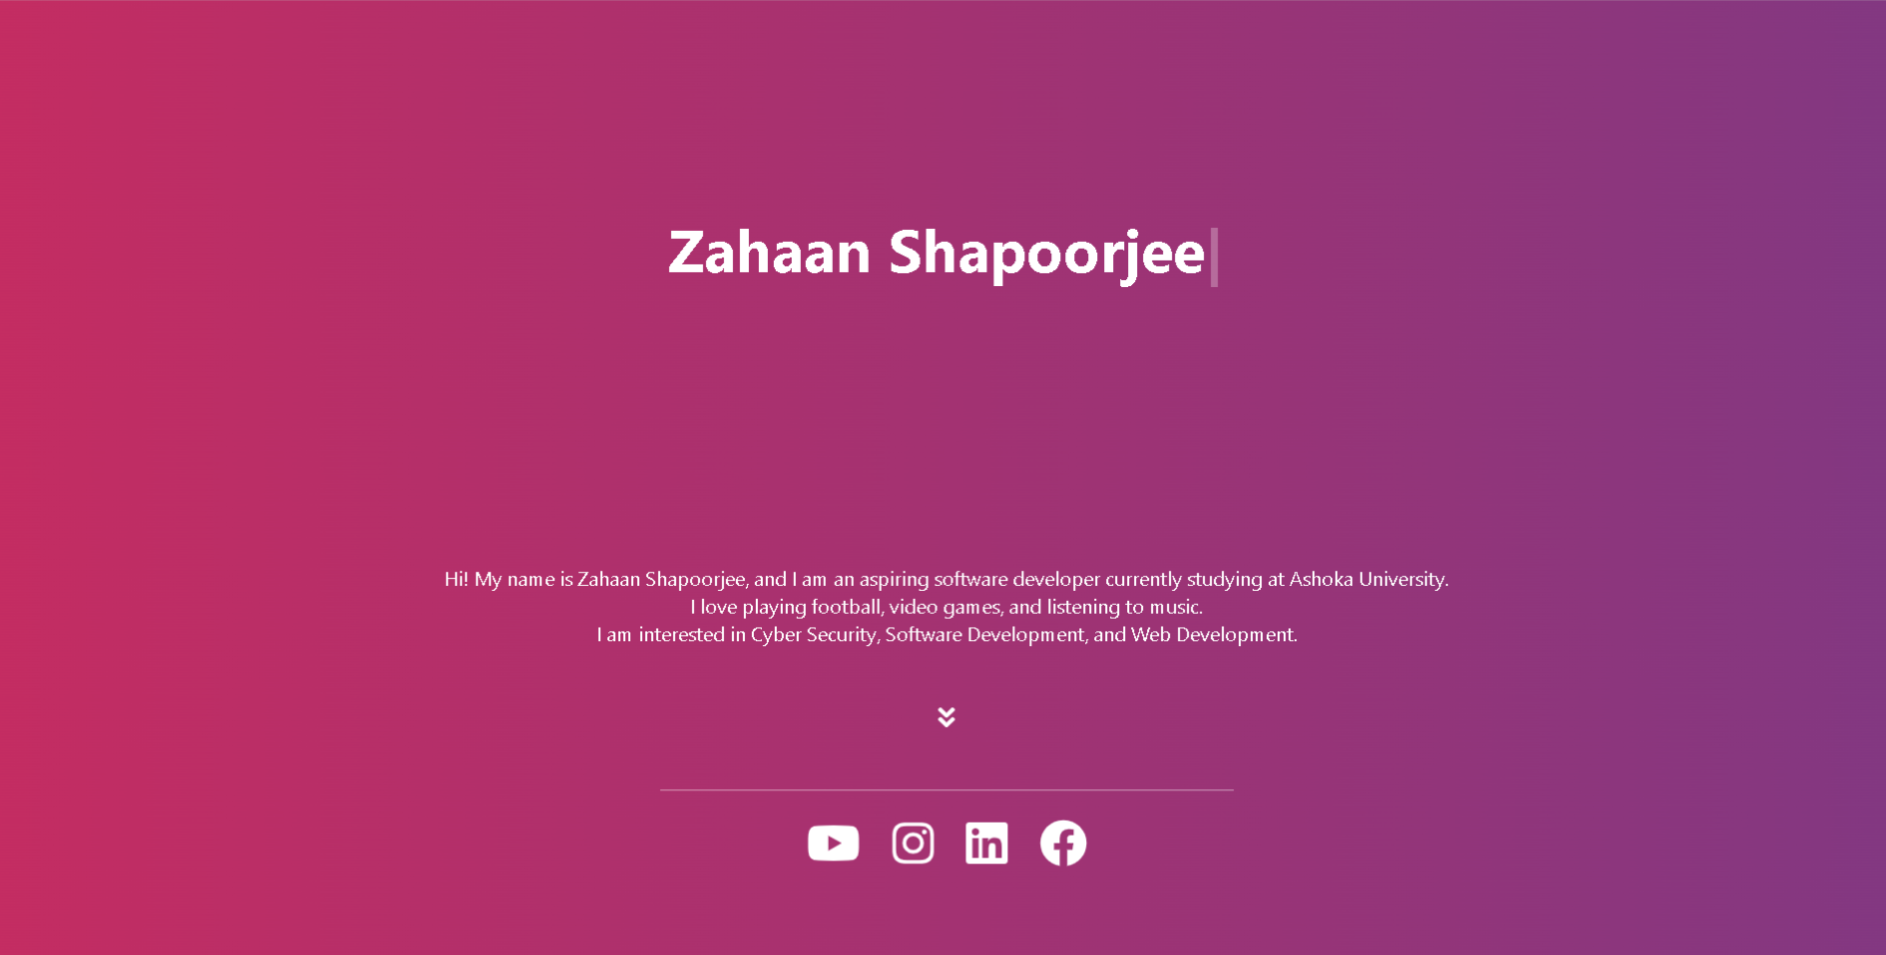 Zahaan Shapoorjee
Hi! My name is Zahaan Shapoorjee, and I am an aspiring software developer currently studying at Ashoka University.
I love playing football, video games, and listening to music.
I am interested in Cyber Security, Software Development, and Web Development.